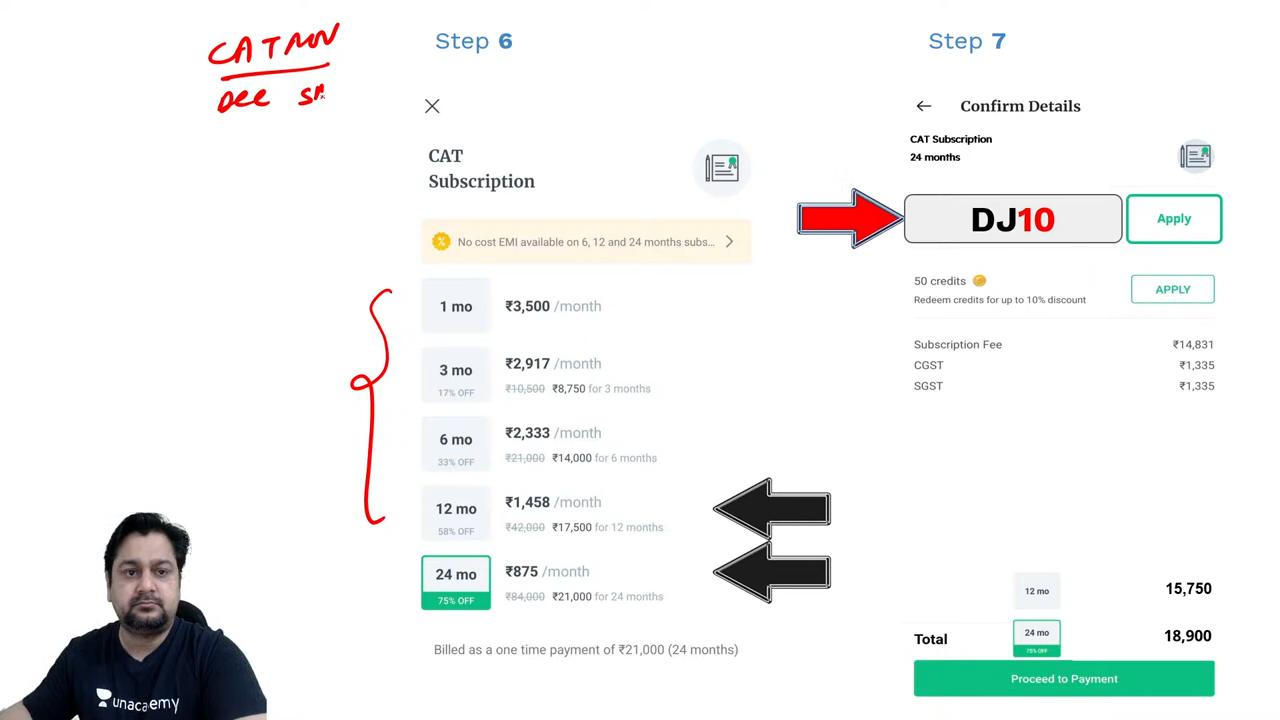 CATMN
Dec
Step 6
CAT
Subscription
No cost EMI available on 6, 12 and 24 months subs...
1 mo ₹3,500 /month
3 mo ₹2,917 /month
17% OFF ₹10,500 ₹8,750 for 3 months
6 mo ₹2,333 /month
33% OFF ₹21,000 ₹14,000 for 6 months
12 mo ₹1,458 /month
58% OFF ₹42,000 ₹17,500 for 12 months
24 mo ₹875 /month
75% OFF ₹84,000 ₹21,000 for 24 months
Billed as a one time payment of ₹21,000 (24 months)
Step 7
Confirm Details
CAT Subscription
24 months
DJ10 Apply
50 credits
Redeem credits for up to 10% discount
APPLY
Subscription Fee ₹14,831
CGST ₹1,335
SGST ₹1,335
12 mo 15,750
Total 24 mo 18,900
75% OFF
Proceed to Payment
unacademy